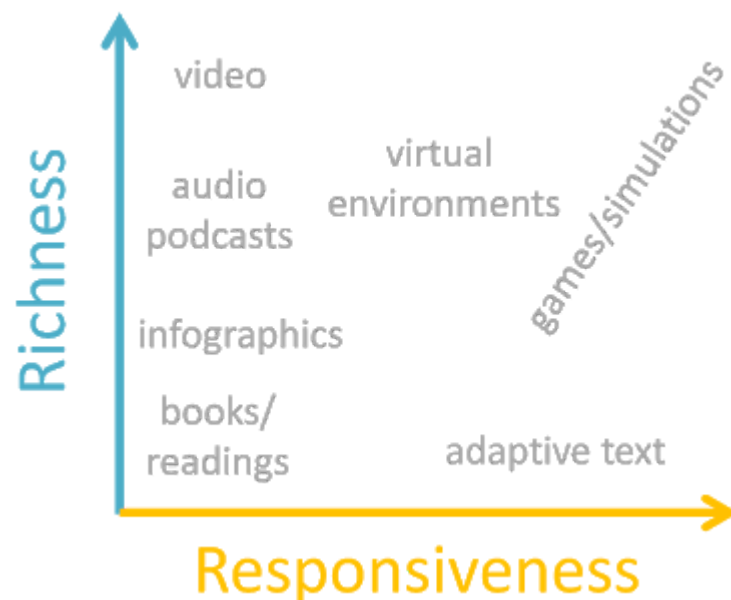 Richness
video
audio
podcasts
virtual
environments
games/simulations
infographics
books/
readings
adaptive text
Responsiveness